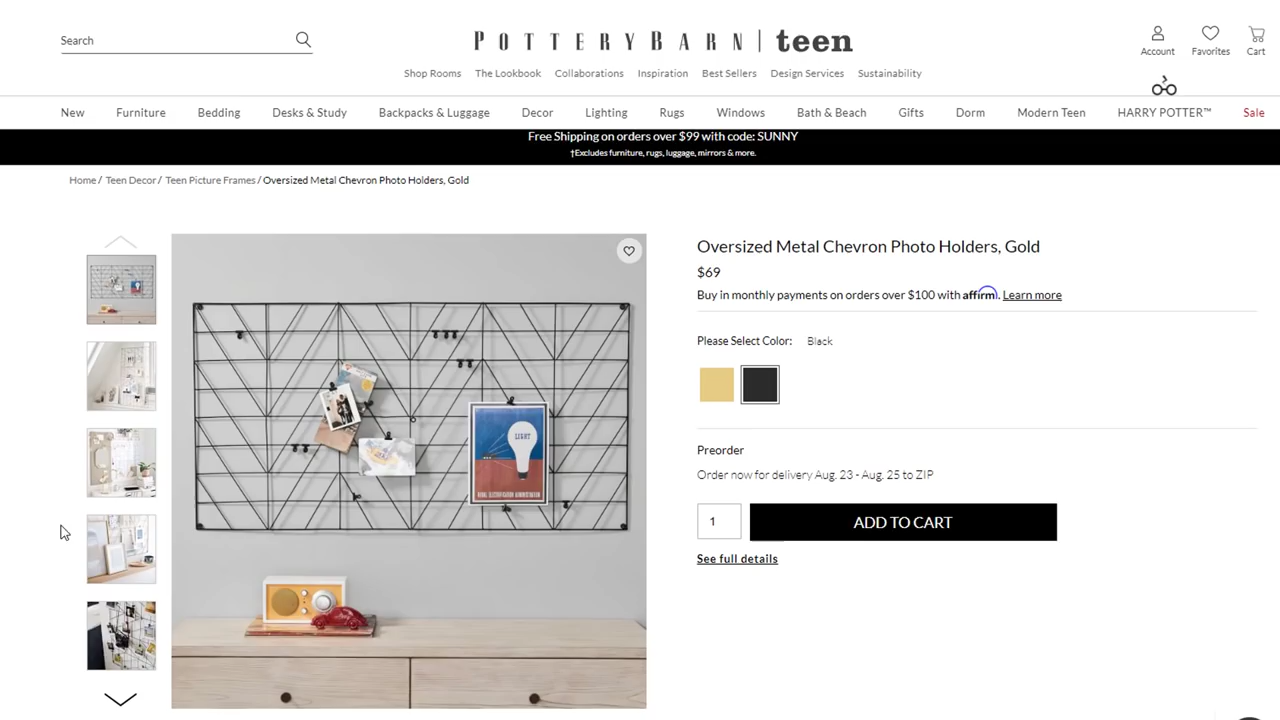 Search
POTTERY BARN | teen
Account
Favorites
Cart
Shop Rooms
The Lookbook
Collaborations
Inspiration
Best Sellers
Design Services
Sustainability
New
Furniture
Bedding
Desks & Study
Backpacks & Luggage
Decor
Lighting
Rugs
Windows
Bath & Beach
Gifts
Dorm
Modern Teen
HARRY POTTER™
Sale
Free Shipping on orders over $99 with code: SUNNY
†Excludes furniture, rugs, luggage, mirrors & more.
Home / Teen Decor / Teen Picture Frames / Oversized Metal Chevron Photo Holders, Gold
LIGHT
RURAL ELECTRIFICATION ADMINISTRATION
Oversized Metal Chevron Photo Holders, Gold
$69
Buy in monthly payments on orders over $100 with affirm. Learn more
Please Select Color: Black
Preorder
Order now for delivery Aug. 23 - Aug. 25 to ZIP
1
ADD TO CART
See full details